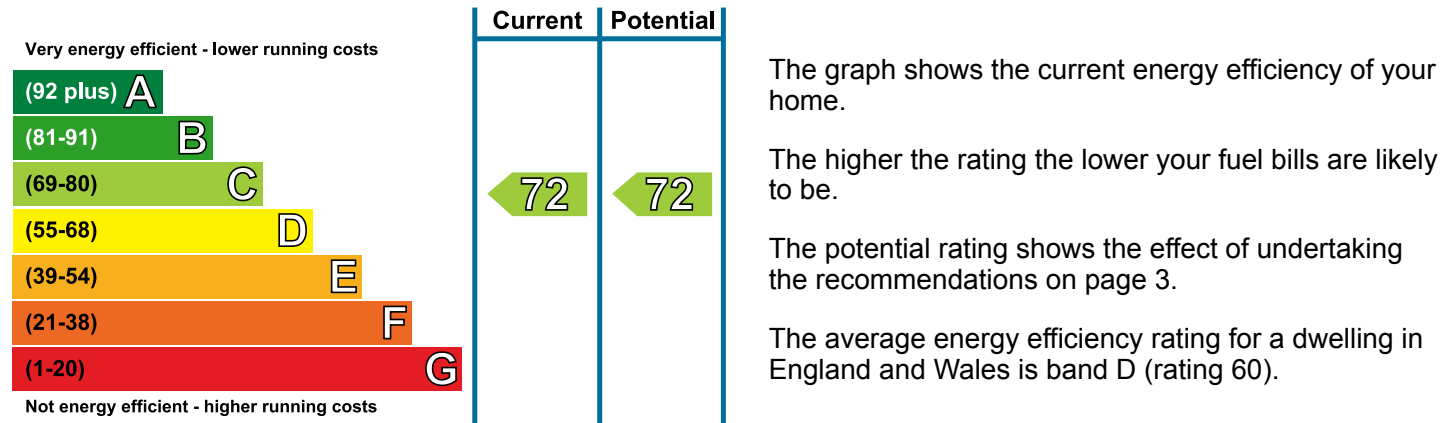 Current Potential
Very energy efficient - lower running costs
(92 plus) A
(81-91) B
(69-80) C
72 72
(55-68) D
(39-54) E
(21-38) F
(1-20) G
Not energy efficient - higher running costs
The graph shows the current energy efficiency of your
home.
The higher the rating the lower your fuel bills are likely
to be.
The potential rating shows the effect of undertaking
the recommendations on page 3.
The average energy efficiency rating for a dwelling in
England and Wales is band D (rating 60).